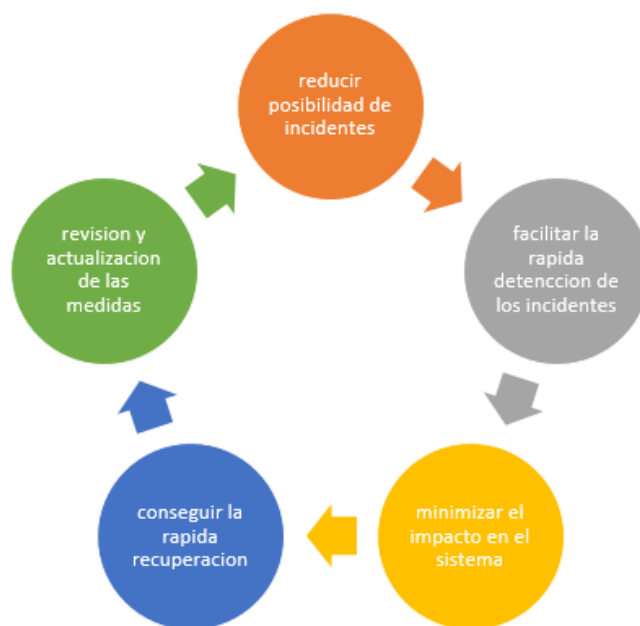 reducir
posibilidad de
incidentes
facilitar la
rapida
detenccion de
los incidentes
minimizar el
impacto en el
sistema
conseguir la
rapida
recuperacion
revision y
actualizacion
de las
medidas